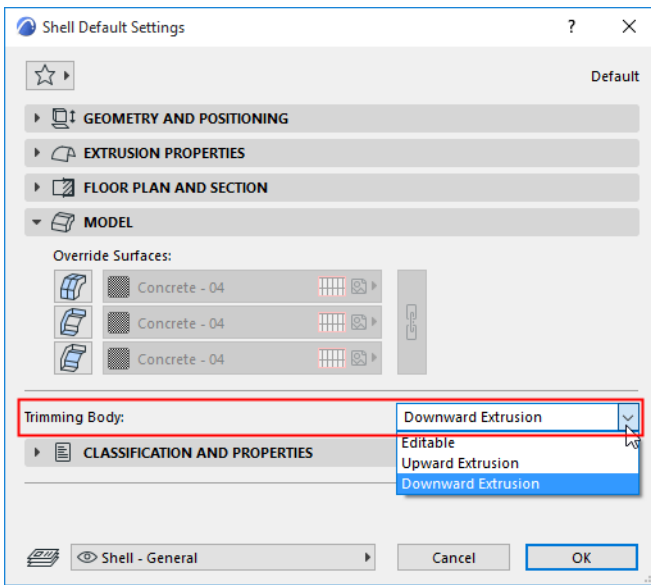 Shell Default Settings
?
Default
GEOMETRY AND POSITIONING
EXTRUSION PROPERTIES
FLOOR PLAN AND SECTION
MODEL
Override Surfaces:
Concrete - 04
Concrete - 04
Concrete - 04
Trimming Body:
Downward Extrusion
Editable
Upward Extrusion
Downward Extrusion
CLASSIFICATION AND PROPERTIES
Shell - General
Cancel
OK